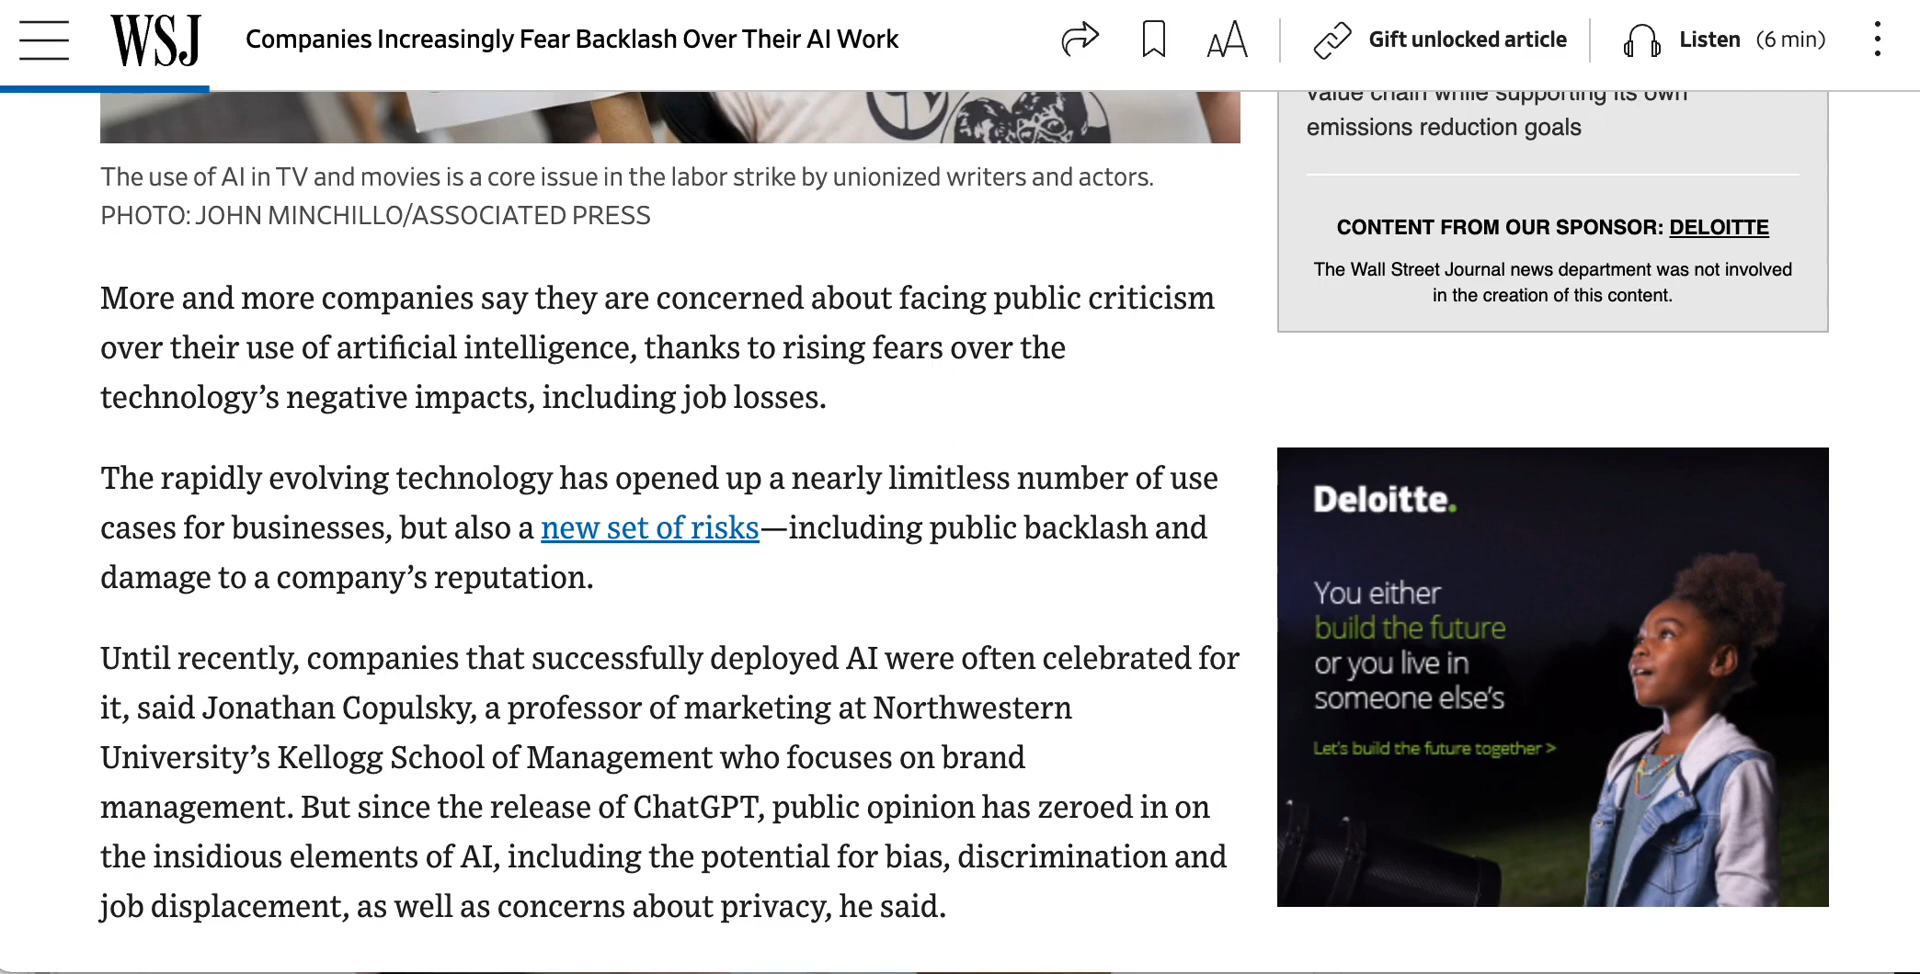 WSJ
Companies Increasingly Fear Backlash Over Their AI Work
Gift unlocked article
Listen (6 min)
The use of AI in TV and movies is a core issue in the labor strike by unionized writers and actors.
PHOTO: JOHN MINCHILLO/ASSOCIATED PRESS
More and more companies say they are concerned about facing public criticism
over their use of artificial intelligence, thanks to rising fears over the
technology’s negative impacts, including job losses.
The rapidly evolving technology has opened up a nearly limitless number of use
cases for businesses, but also a new set of risks—including public backlash and
damage to a company’s reputation.
Until recently, companies that successfully deployed AI were often celebrated for
it, said Jonathan Copulsky, a professor of marketing at Northwestern
University’s Kellogg School of Management who focuses on brand
management. But since the release of ChatGPT, public opinion has zeroed in on
the insidious elements of AI, including the potential for bias, discrimination and
job displacement, as well as concerns about privacy, he said.
value chain while supporting its own
emissions reduction goals
CONTENT FROM OUR SPONSOR: DELOITTE
The Wall Street Journal news department was not involved
in the creation of this content.
Deloitte.
You either
build the future
or you live in
someone else’s
Let’s build the future together >